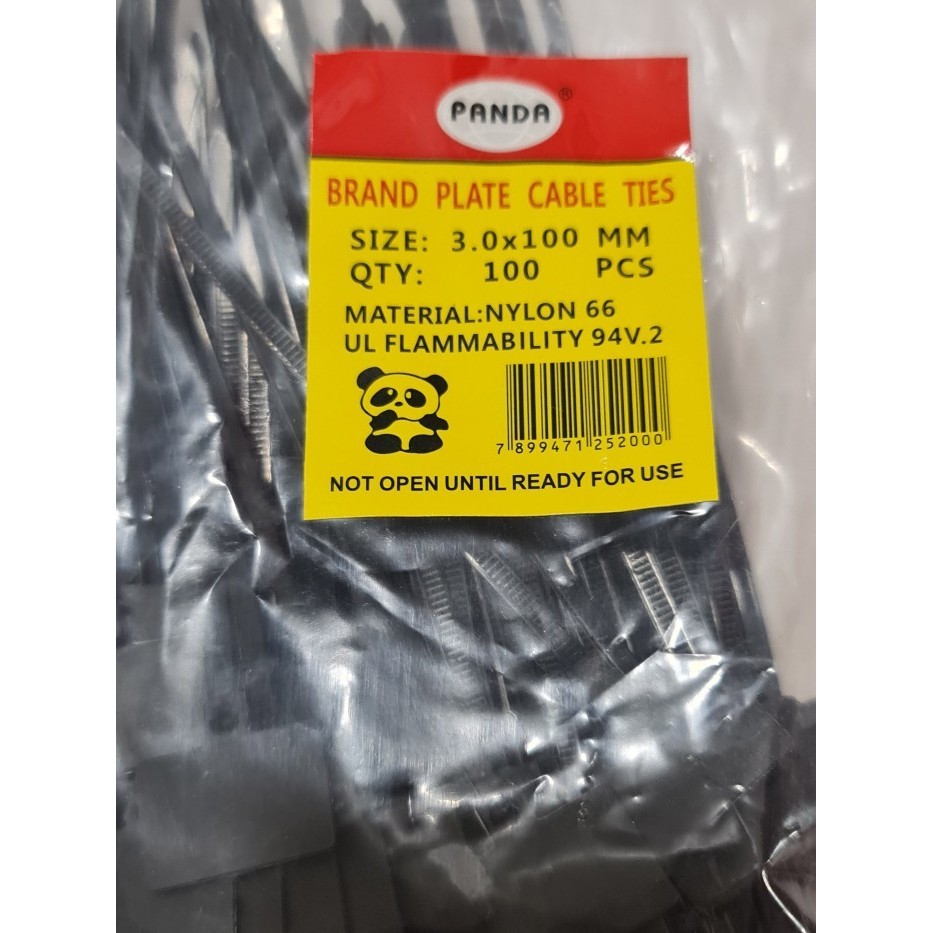 PANDA®
BRAND PLATE CABLE TIES
SIZE: 3.0x100 MM
QTY: 100 PCS
MATERIAL:NYLON 66
UL FLAMMABILITY 94V.2
7 899471 252000
NOT OPEN UNTIL READY FOR USE